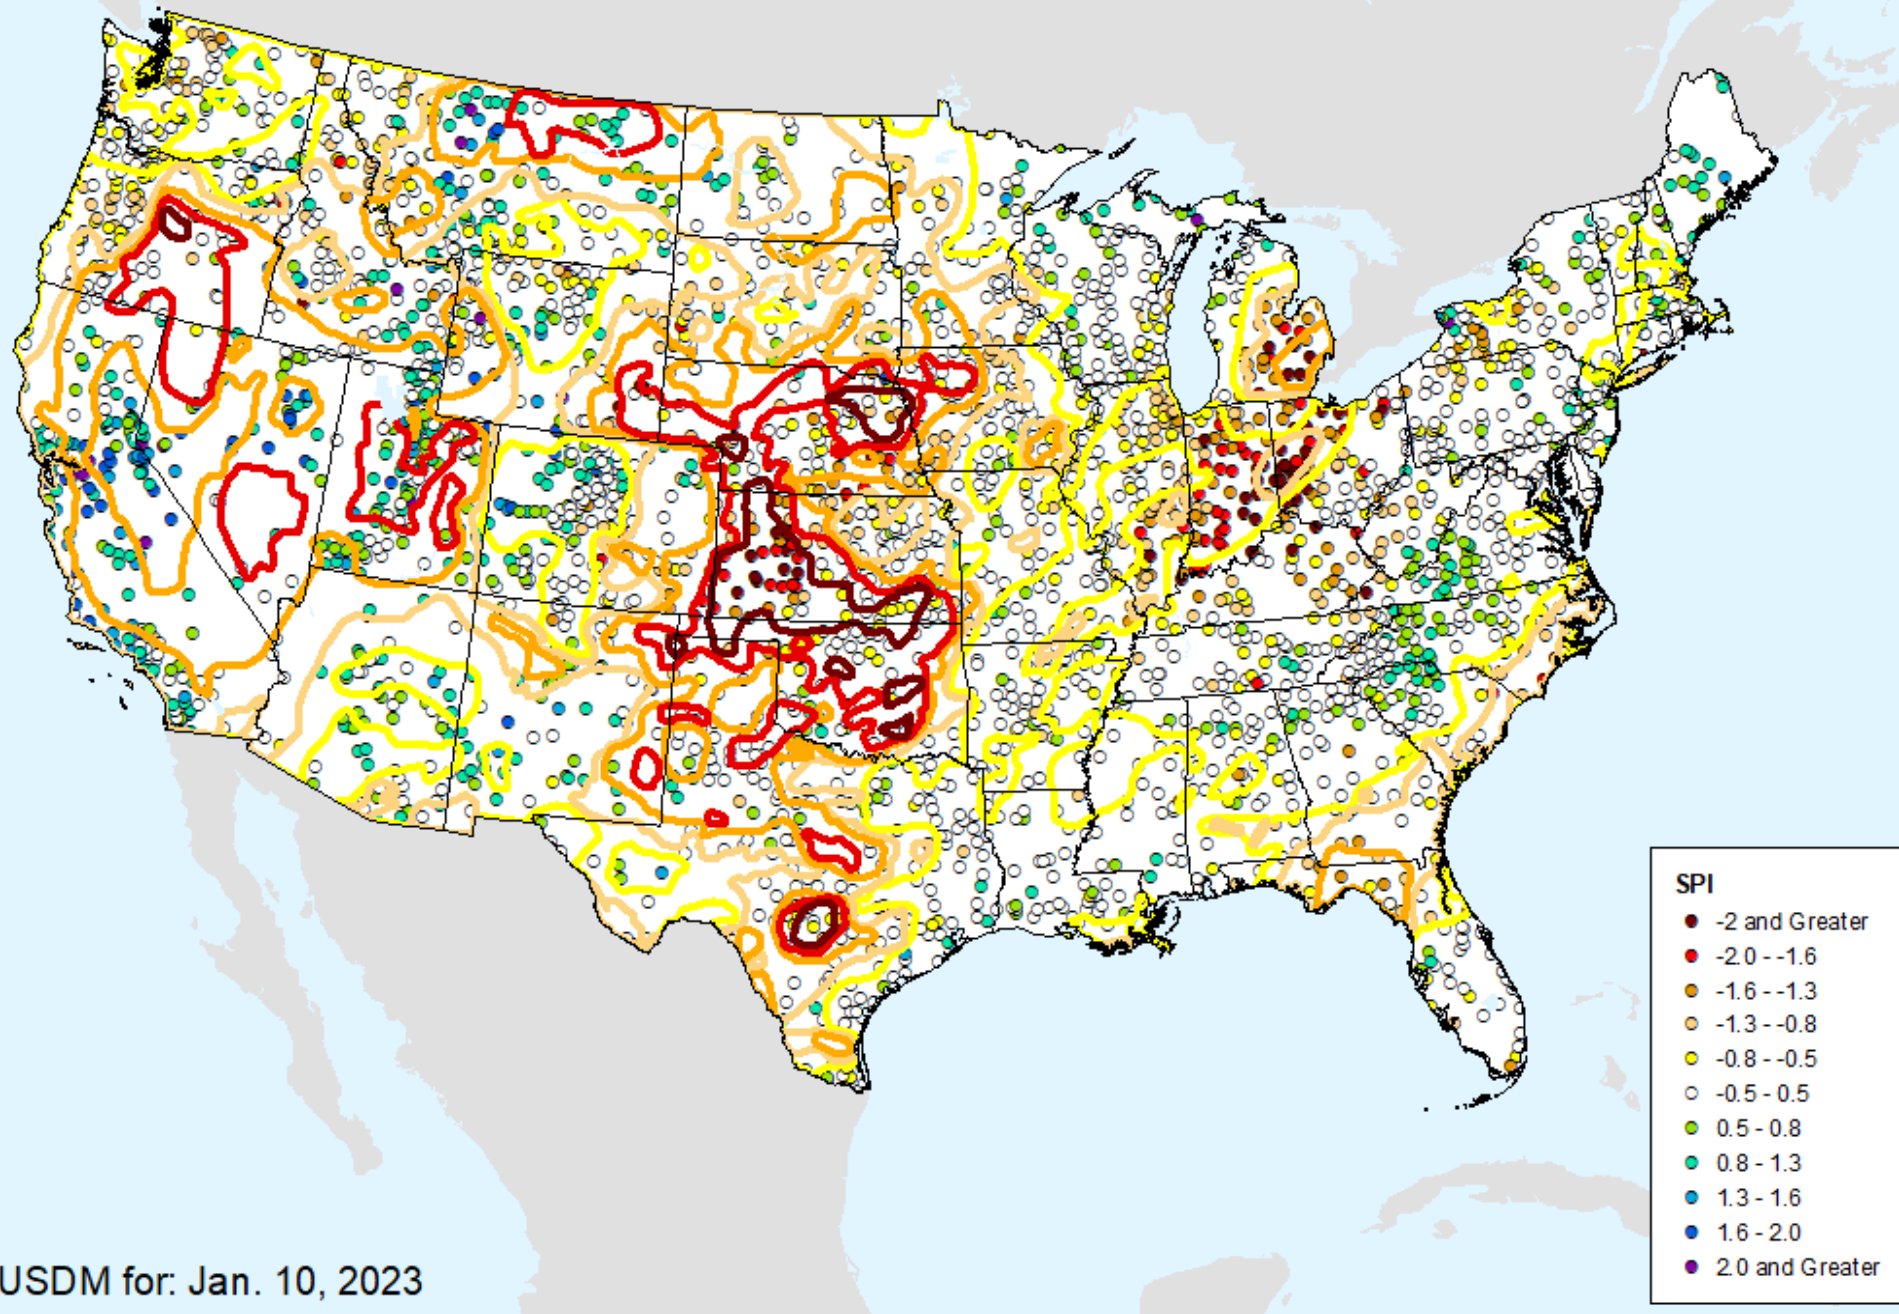 SPI
-2 and Greater
-2.0 - -1.6
-1.6 - -1.3
-1.3 - -0.8
-0.8 - -0.5
-0.5 - 0.5
0.5 - 0.8
0.8 - 1.3
1.3 - 1.6
1.6 - 2.0
2.0 and Greater
USDM for: Jan. 10, 2023